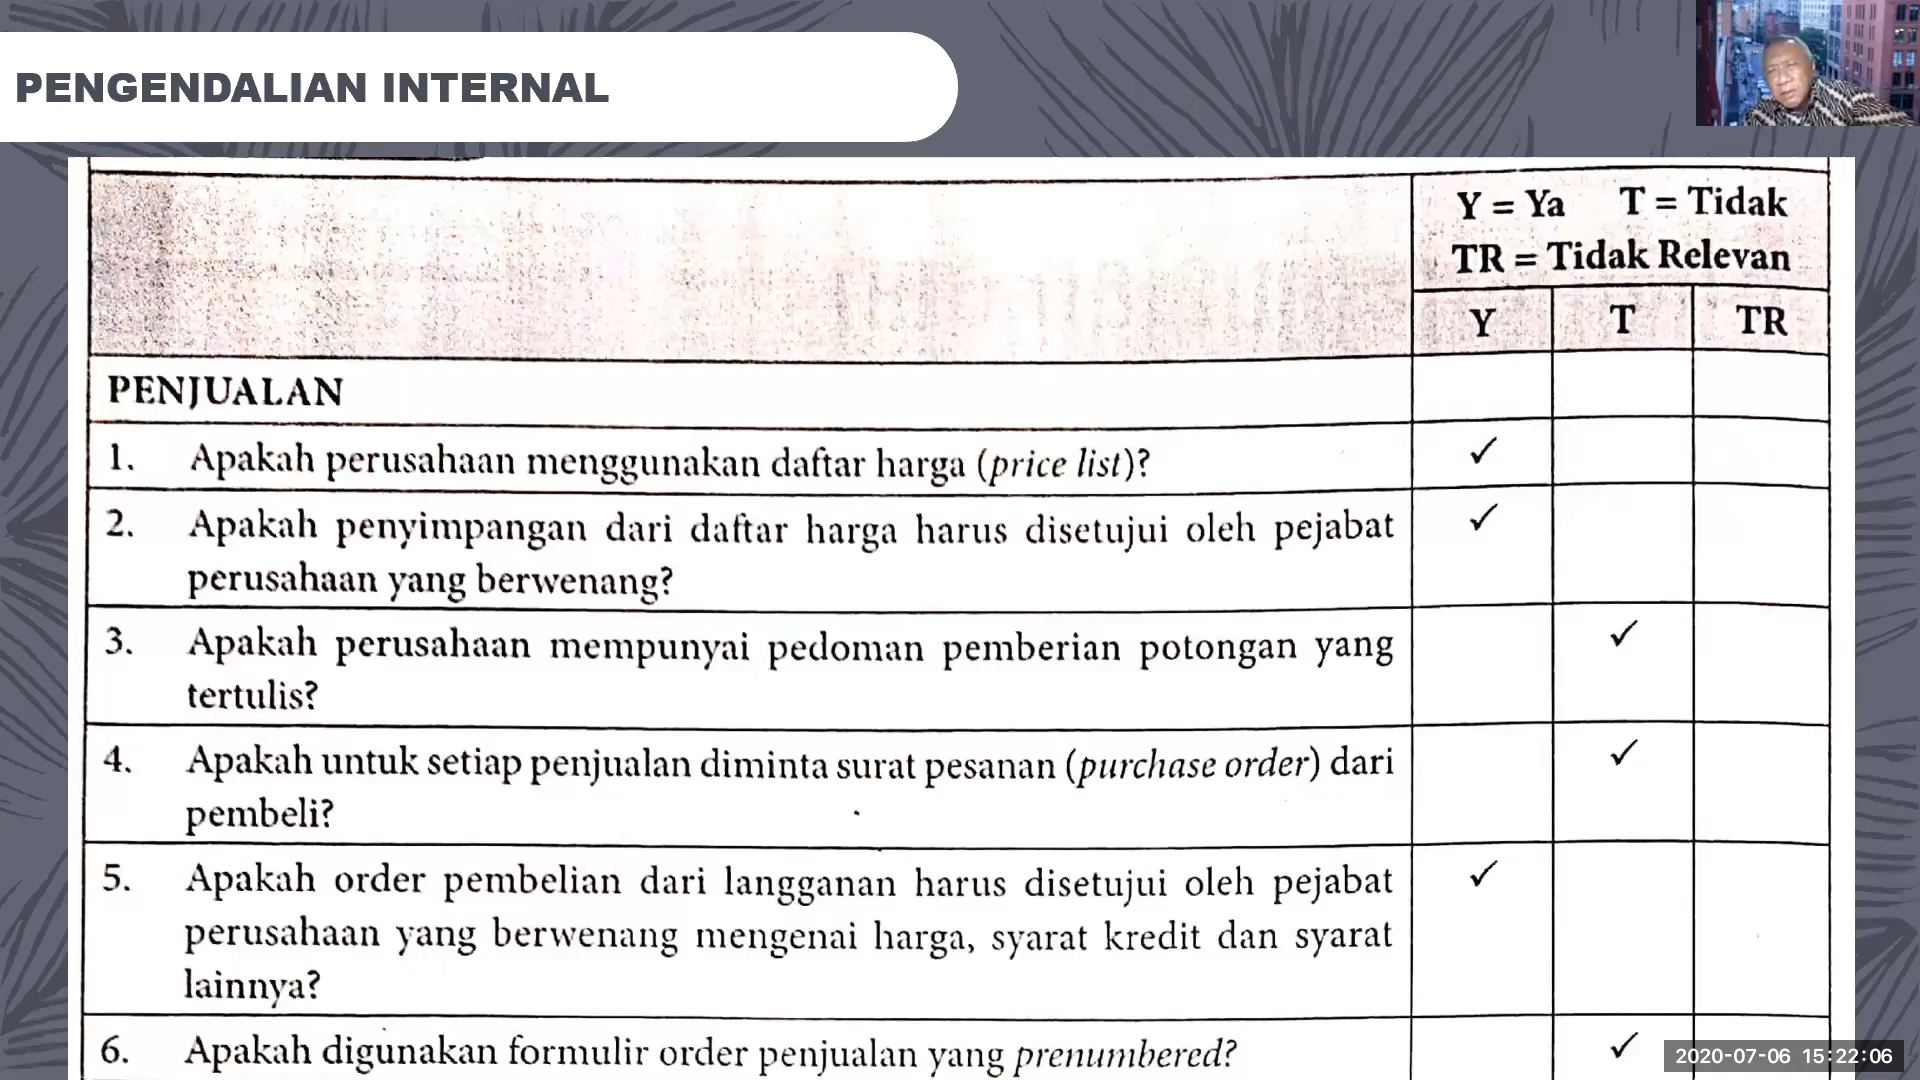 PENGENDALIAN INTERNAL
Y = Ya T = Tidak
TR = Tidak Relevan
Y T TR
PENJUALAN
1. Apakah perusahaan menggunakan daftar harga (price list)? ✓
2. Apakah penyimpangan dari daftar harga harus disetujui oleh pejabat ✓
perusahaan yang berwenang?
3. Apakah perusahaan mempunyai pedoman pemberian potongan yang ✓
tertulis?
4. Apakah untuk setiap penjualan diminta surat pesanan (purchase order) dari ✓
pembeli?
5. Apakah order pembelian dari langganan harus disetujui oleh pejabat ✓
perusahaan yang berwenang mengenai harga, syarat kredit dan syarat
lainnya?
6. Apakah digunakan formulir order penjualan yang prenumbered? ✓
2020-07-06 15:22:06